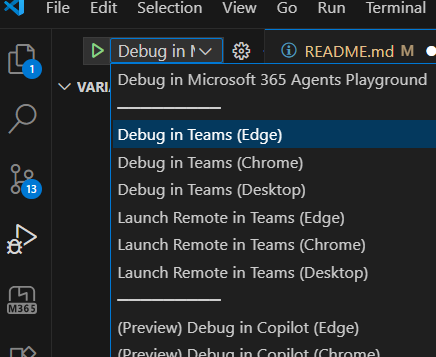 File Edit Selection View Go Run Terminal
Debug in
README.md M
1
VARIA
Debug in Microsoft 365 Agents Playground
Debug in Teams (Edge)
Debug in Teams (Chrome)
Debug in Teams (Desktop)
13
Launch Remote in Teams (Edge)
Launch Remote in Teams (Chrome)
Launch Remote in Teams (Desktop)
M365
(Preview) Debug in Copilot (Edge)
(Preview) Debug in Copilot (Chrome)